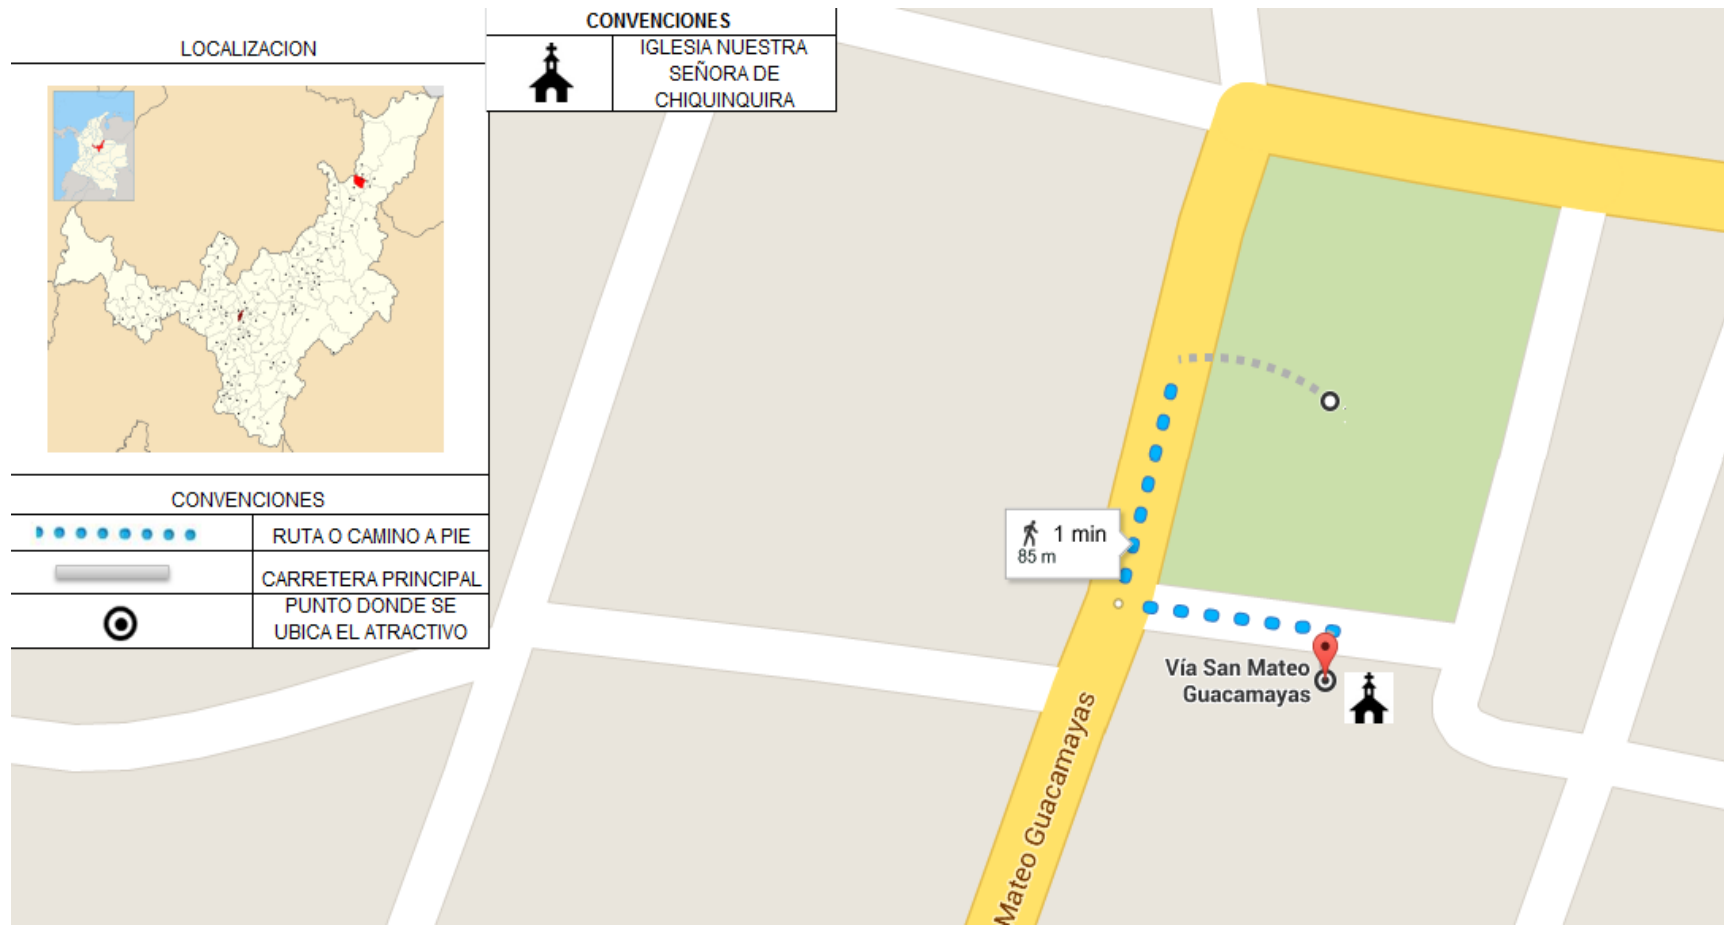 LOCALIZACION
CONVENCIONES
IGLESIA NUESTRA
SEÑORA DE
CHIQUINQUIRA
CONVENCIONES
RUTA O CAMINO A PIE
CARRETERA PRINCIPAL
PUNTO DONDE SE
UBICA EL ATRACTIVO
1 min
85 m
Vía San Mateo
Guacamayas
Mateo Guacamayas